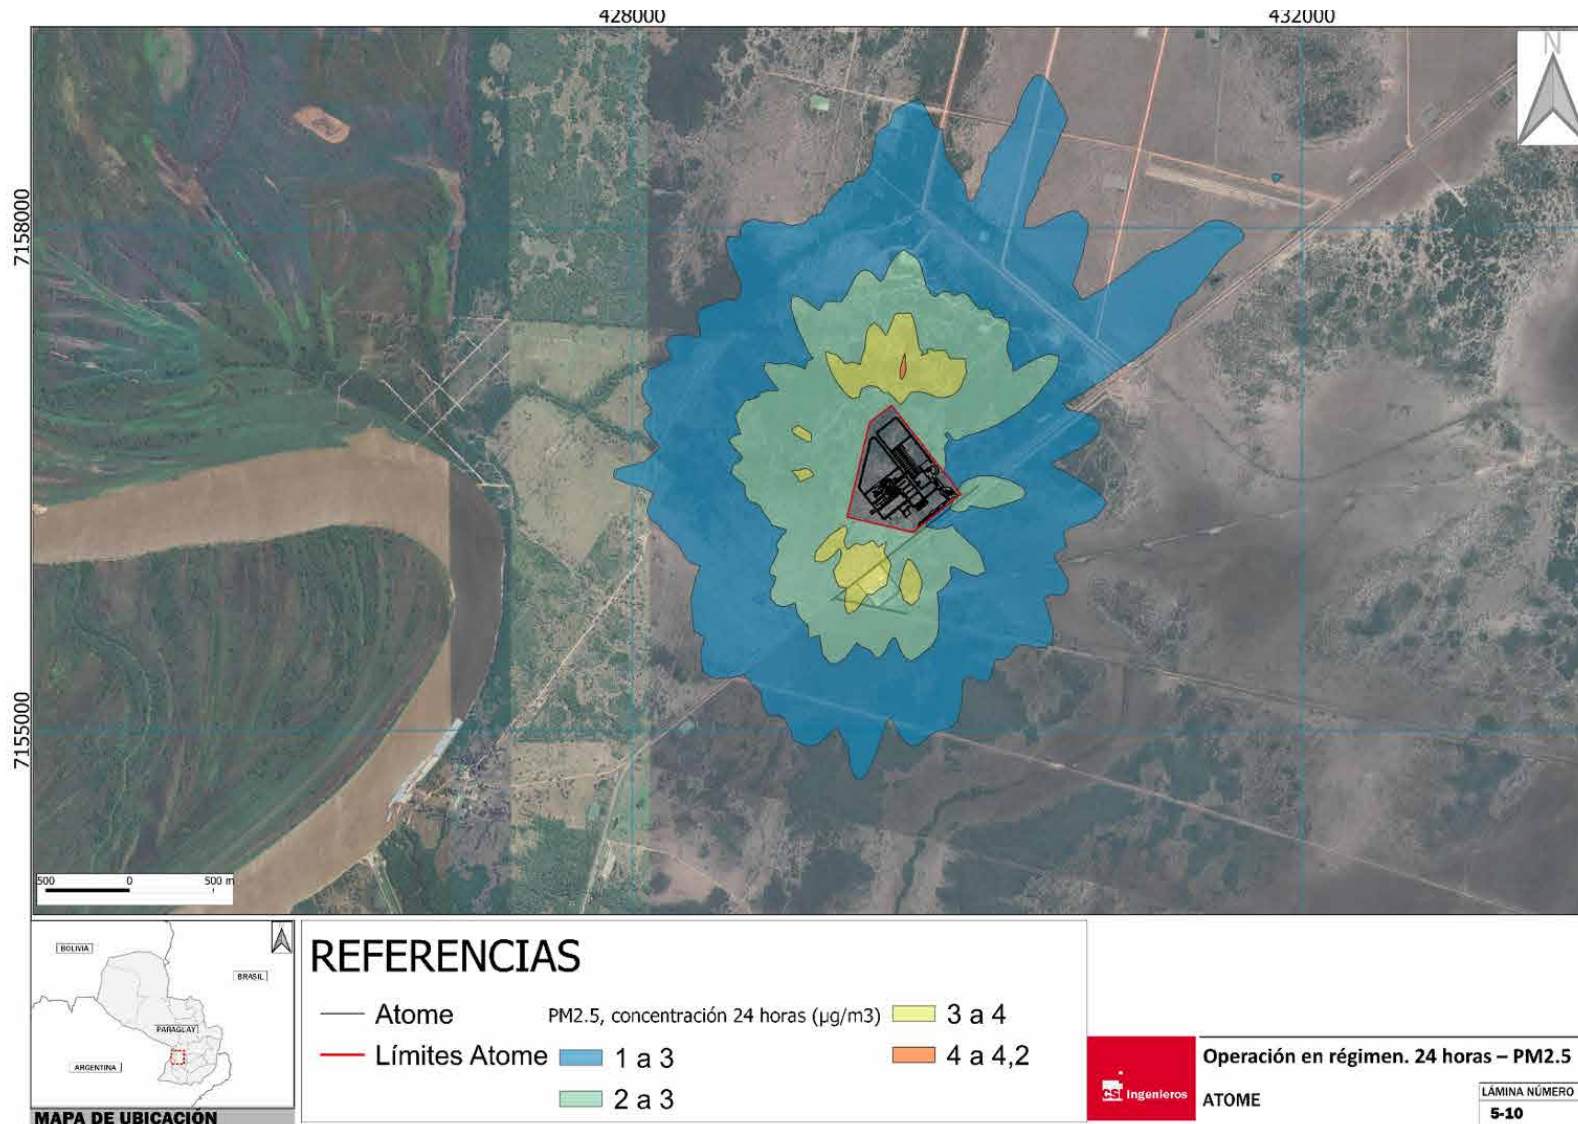 428000
432000
N
7158000
7155000
500 0 500 m
BOLIVIA
BRASIL
PARAGLAY
ARGENTINA
MAPA DE UBICACIÓN
REFERENCIAS
Atome
Límites Atome
PM2.5, concentración 24 horas (µg/m3)
1 a 3
2 a 3
3 a 4
4 a 4,2
CSI Ingenieros
Operación en régimen. 24 horas – PM2.5
ATOME
LÁMINA NÚMERO
5-10